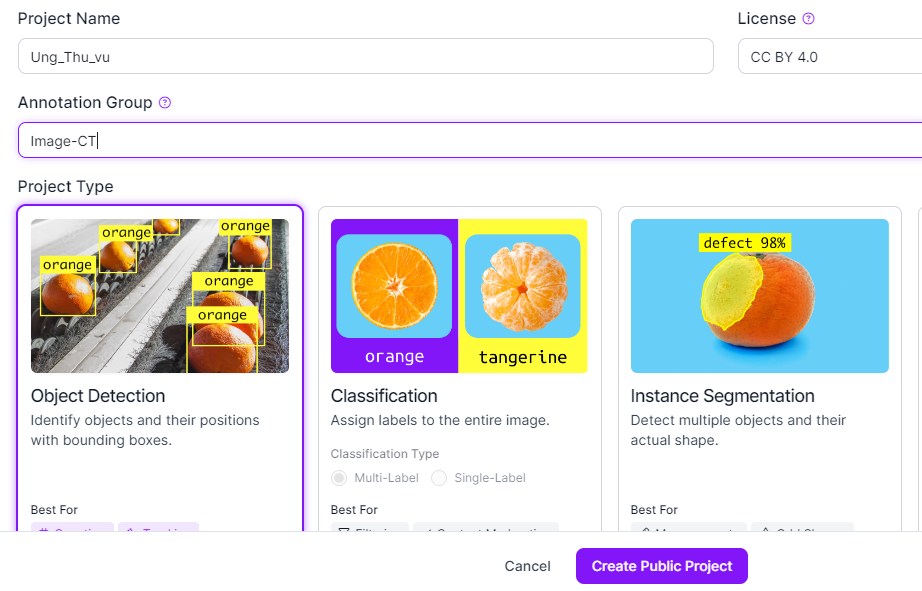 Project Name
License
Ung_Thu_vu
CC BY 4.0
Annotation Group
Image-CT
Project Type
orange
orange
orange
orange
orange
orange
tangerine
defect 98%
Object Detection
Identify objects and their positions
with bounding boxes.
Classification
Assign labels to the entire image.
Classification Type
Multi-Label
Single-Label
Instance Segmentation
Detect multiple objects and their
actual shape.
Best For
Best For
Best For
Cancel
Create Public Project